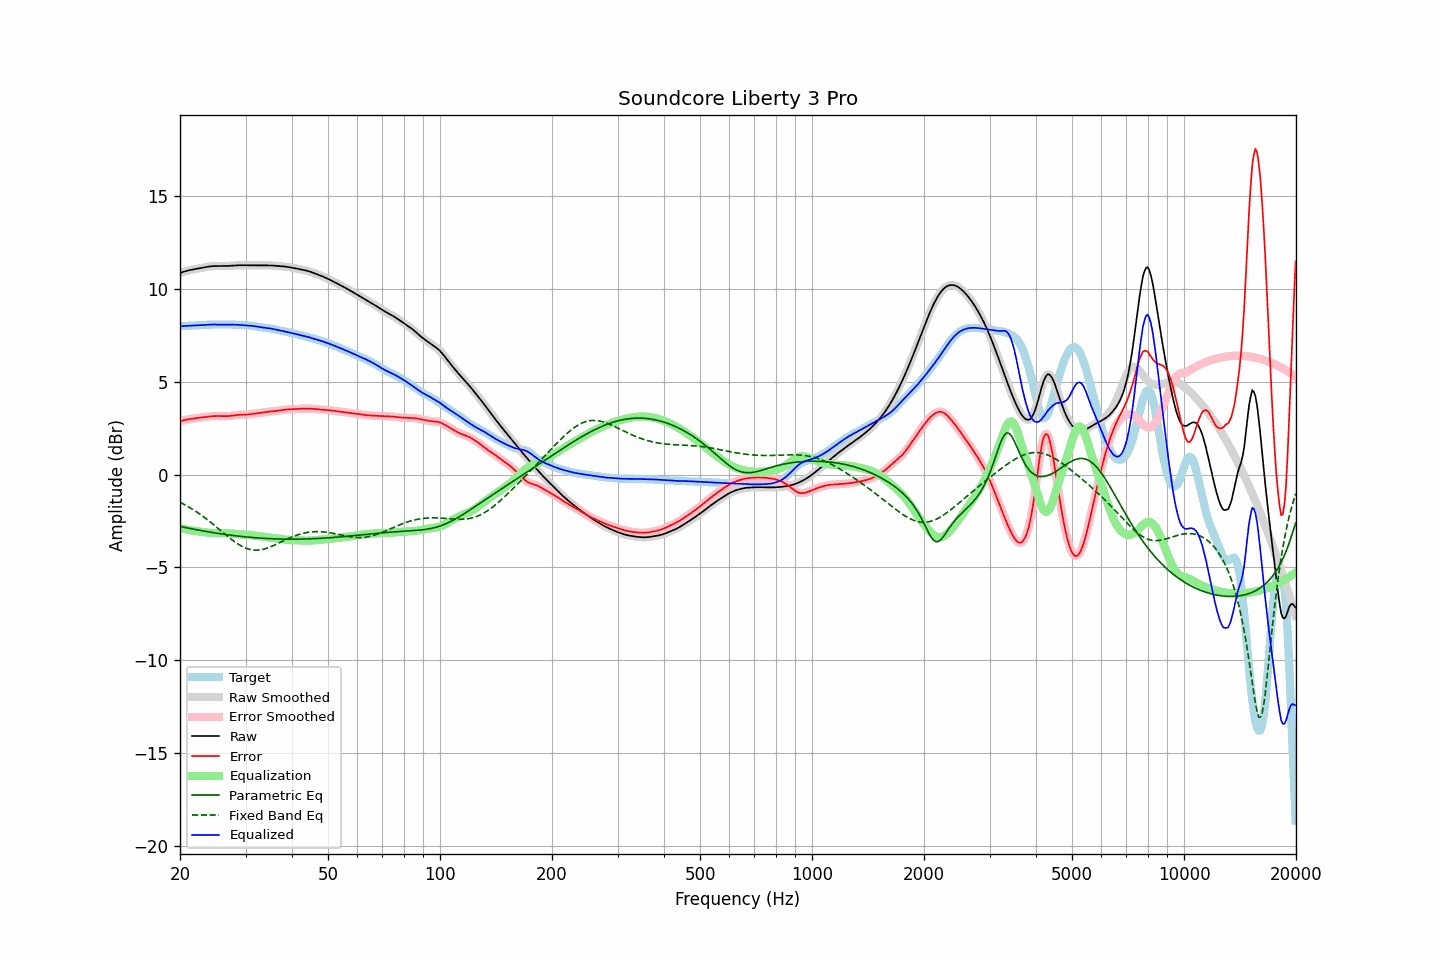 Soundcore Liberty 3 Pro
Amplitude (dBr)
15
10
5
0
−5
−10
−15
−20
Target
Raw Smoothed
Error Smoothed
Raw
Error
Equalization
Parametric Eq
Fixed Band Eq
Equalized
20 50 100 200 500 1000 2000 5000 10000 20000
Frequency (Hz)